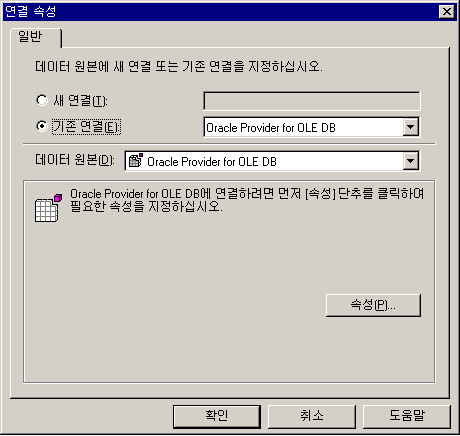 연결 속성
일반
데이터 원본에 새 연결 또는 기존 연결을 지정하십시오.
새 연결(T):
기존 연결(E) Oracle Provider for OLE DB
데이터 원본(D): Oracle Provider for OLE DB
Oracle Provider for OLE DB에 연결하려면 먼저 [속성] 단추를 클릭하여
필요한 속성을 지정하십시오.
속성(P)...
확인 취소 도움말